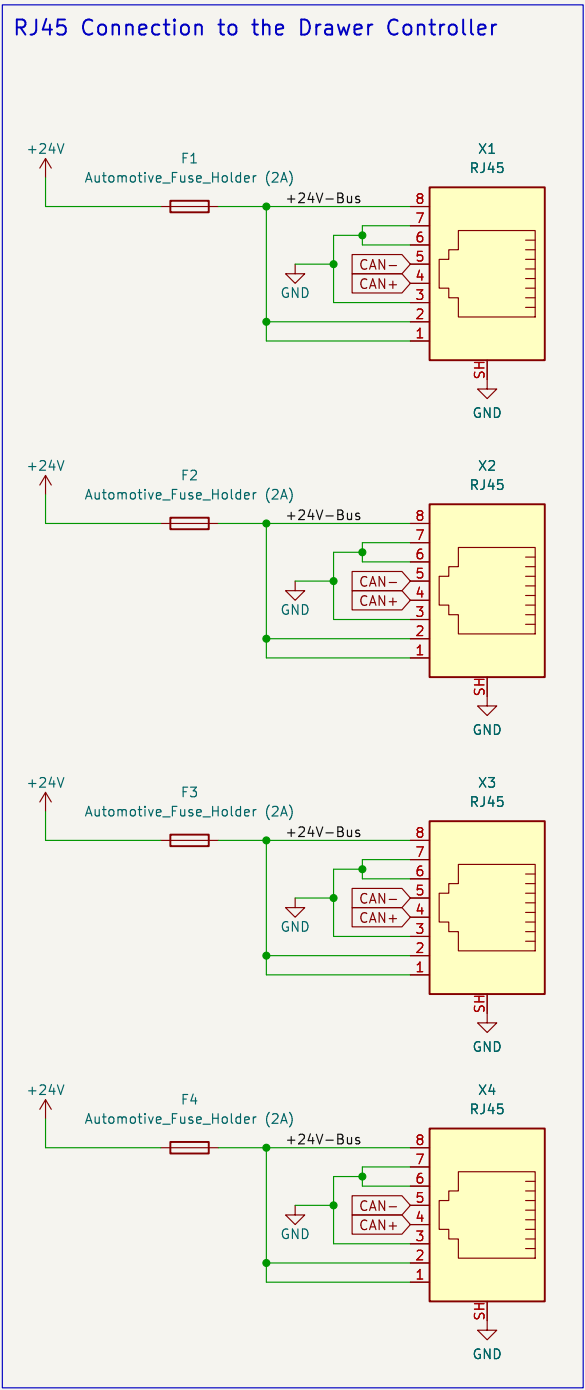 RJ45 Connection to the Drawer Controller
+24V
F1
Automotive_Fuse_Holder (2A)
+24V-Bus
X1
RJ45
8
7
6
CAN- 5
CAN+ 4
3
2
1
GND
SH
GND
+24V
F2
Automotive_Fuse_Holder (2A)
+24V-Bus
X2
RJ45
8
7
6
CAN- 5
CAN+ 4
3
2
1
GND
SH
GND
+24V
F3
Automotive_Fuse_Holder (2A)
+24V-Bus
X3
RJ45
8
7
6
CAN- 5
CAN+ 4
3
2
1
GND
SH
GND
+24V
F4
Automotive_Fuse_Holder (2A)
+24V-Bus
X4
RJ45
8
7
6
CAN- 5
CAN+ 4
3
2
1
GND
SH
GND